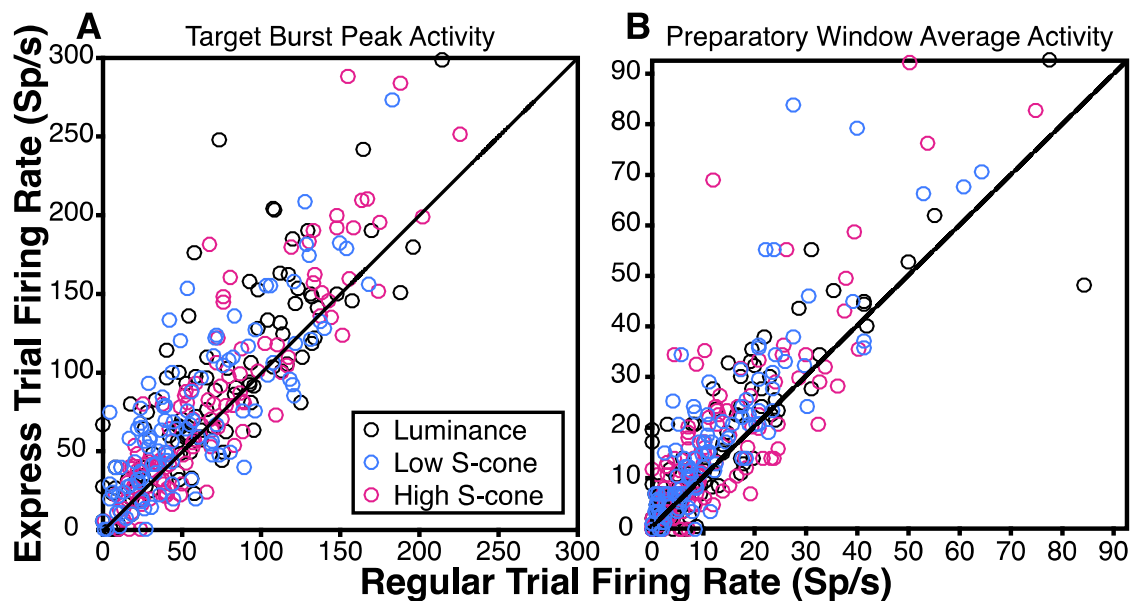 A
Target Burst Peak Activity
B
Preparatory Window Average Activity
Express Trial Firing Rate (Sp/s)
300
250
200
150
100
50
0
0 50 100 150 200 250 300
Luminance
Low S-cone
High S-cone
90
80
70
60
50
40
30
20
10
0
0 10 20 30 40 50 60 70 80 90
Regular Trial Firing Rate (Sp/s)